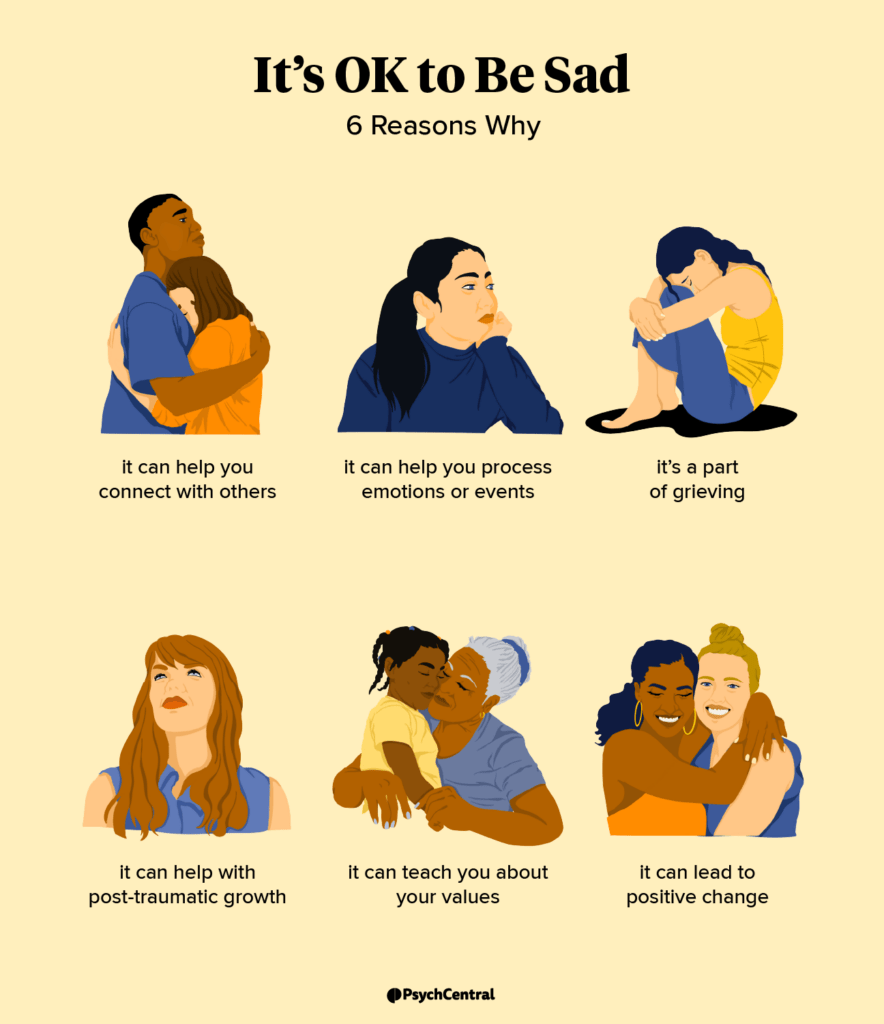 It’s OK to Be Sad
6 Reasons Why
it can help you
connect with others
it can help you process
emotions or events
it’s a part
of grieving
it can help with
post-traumatic growth
it can teach you about
your values
it can lead to
positive change
PsychCentral